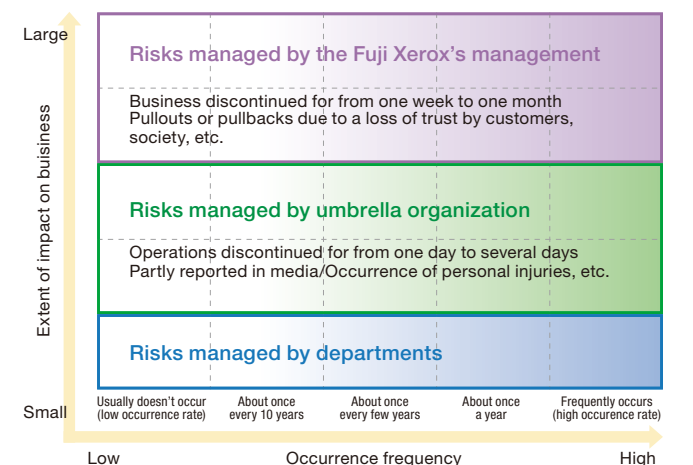 Large
Risks managed by the Fuji Xerox's management
Business discontinued for from one week to one month
Pullouts or pullbacks due to a loss of trust by customers,
society, etc.
Extent of impact on buisiness
Risks managed by umbrella organization
Operations discontinued for from one day to several days
Partly reported in media/Occurrence of personal injuries, etc.
Risks managed by departments
Small
Usually doesn't occur
(low occurrence rate)
About once
every 10 years
About once
every few years
About once
a year
Frequently occurs
(high occurence rate)
Low
Occurrence frequency
High